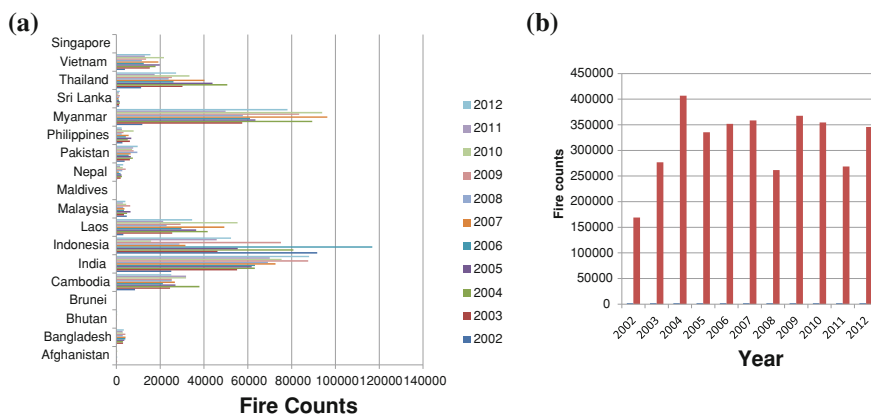 (a)
Singapore
Vietnam
Thailand
Sri Lanka
Myanmar
Philippines
Pakistan
Nepal
Maldives
Malaysia
Laos
Indonesia
India
Cambodia
Brunei
Bhutan
Bangladesh
Afghanistan
0 20000 40000 60000 80000 100000 120000 140000
Fire Counts
2012
2011
2010
2009
2008
2007
2006
2005
2004
2003
2002
(b)
450000
400000
350000
300000
250000
200000
150000
100000
50000
0
Fire counts
2002 2003 2004 2005 2006 2007 2008 2009 2010 2011 2012
Year